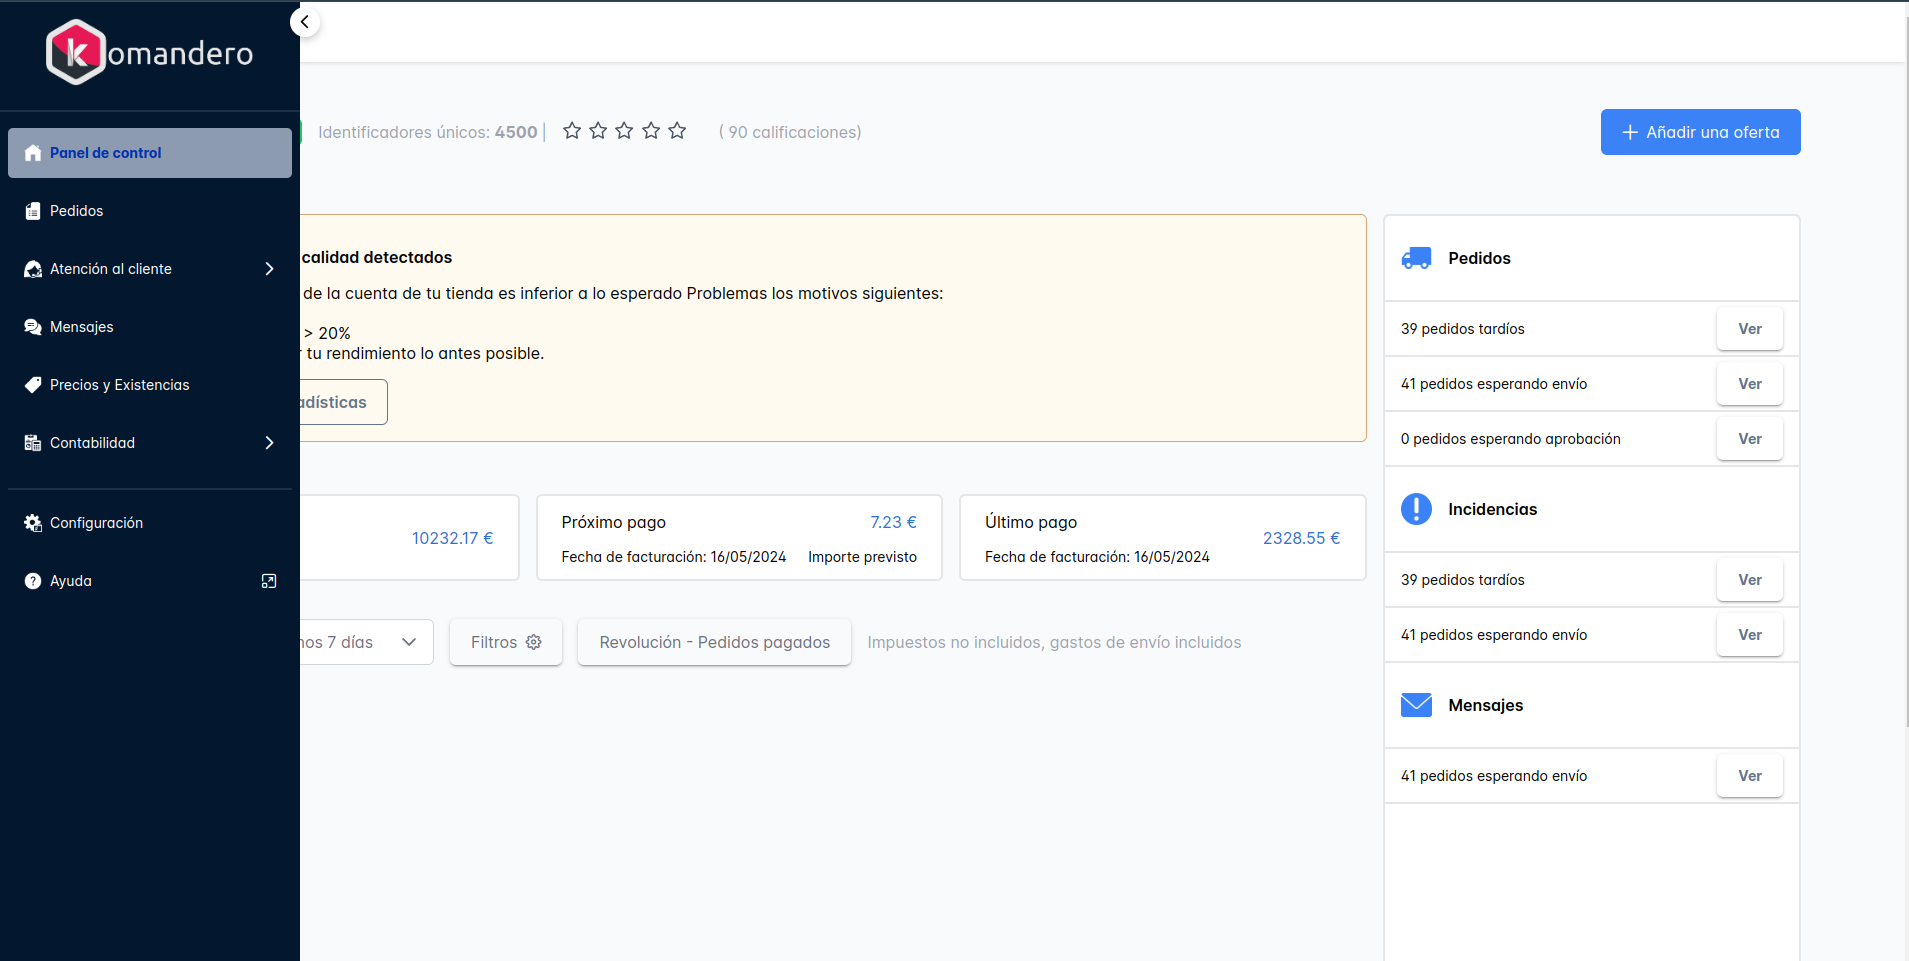 komandero
Panel de control
Pedidos
Atención al cliente
Mensajes
Precios y Existencias
Contabilidad
Configuración
Ayuda
Identificadores únicos: 4500 |
( 90 calificaciones)
Añadir una oferta
calidad detectados
de la cuenta de tu tienda es inferior a lo esperado Problemas los motivos siguientes:
> 20%
tu rendimiento lo antes posible.
adísticas
10232.17 €
Próximo pago
7.23 €
Fecha de facturación: 16/05/2024
Importe previsto
Último pago
2328.55 €
Fecha de facturación: 16/05/2024
nos 7 días
Filtros
Revolución - Pedidos pagados
Impuestos no incluidos, gastos de envío incluidos
Pedidos
39 pedidos tardíos
Ver
41 pedidos esperando envío
Ver
0 pedidos esperando aprobación
Ver
Incidencias
39 pedidos tardíos
Ver
41 pedidos esperando envío
Ver
Mensajes
41 pedidos esperando envío
Ver